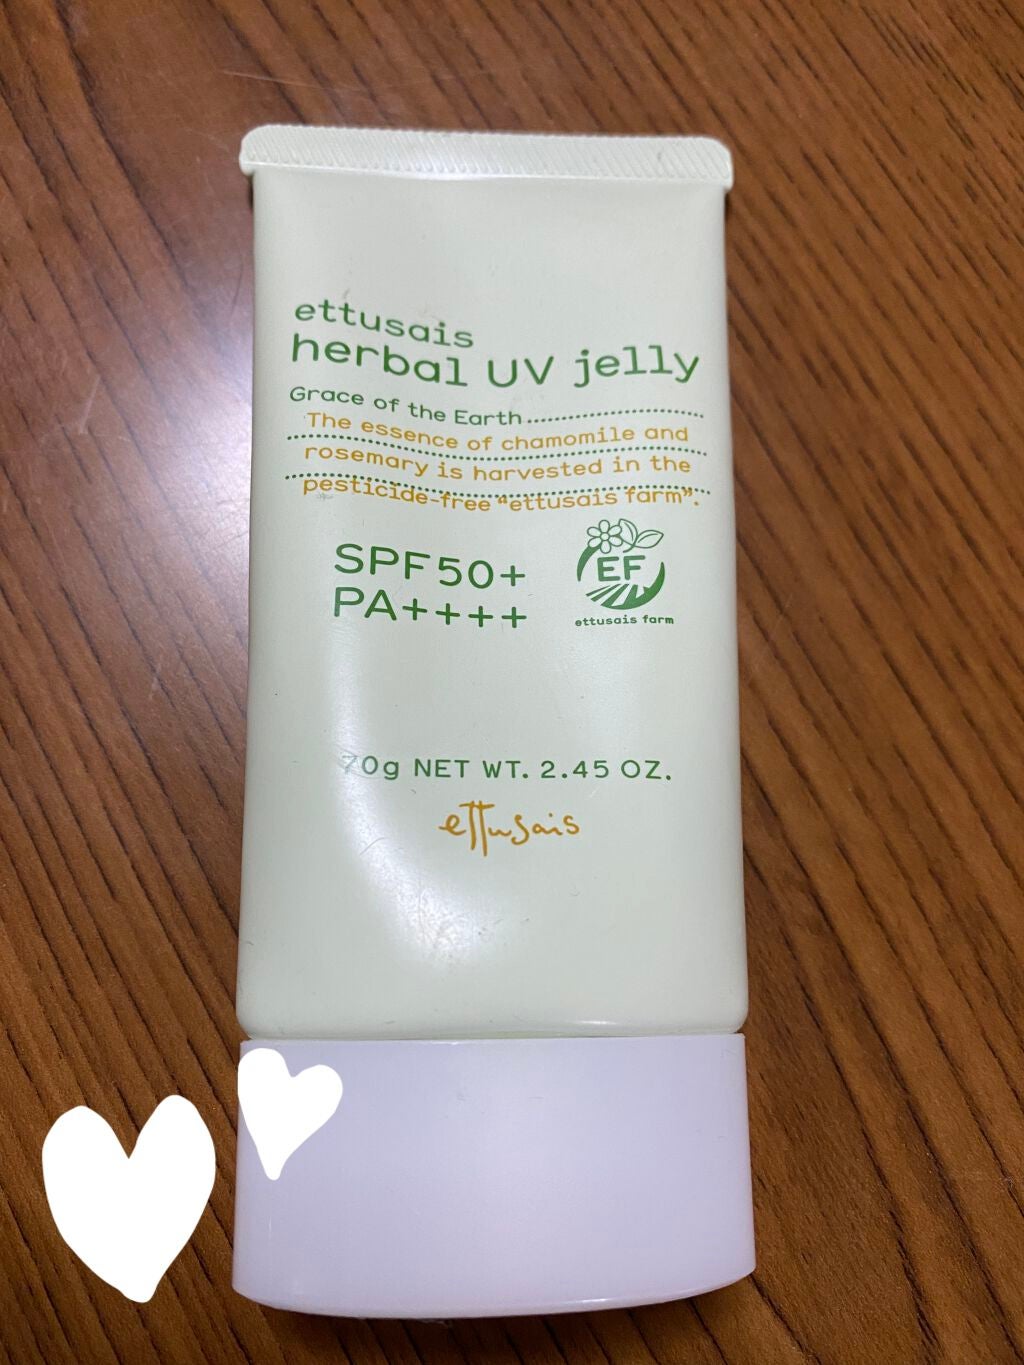 ettusais
herbal UV jelly
Grace of the Earth
The essence of chamomile and
rosemary is harvested in the
pesticide-free “ettusais farm”.
SPF50+
PA++++
EF
ettusais farm
70g NET WT. 2.45 OZ.
ettusais